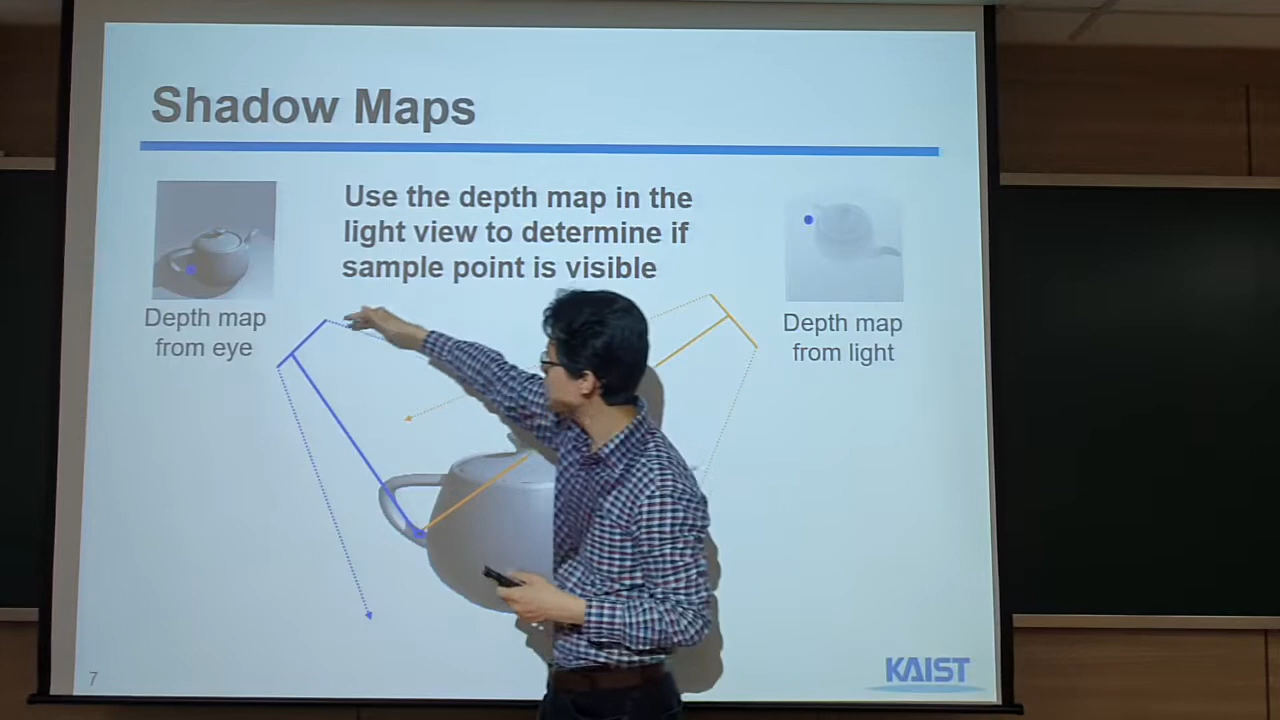 Shadow Maps
Use the depth map in the
light view to determine if
sample point is visible
Depth map
from eye
Depth map
from light
7
KAIST